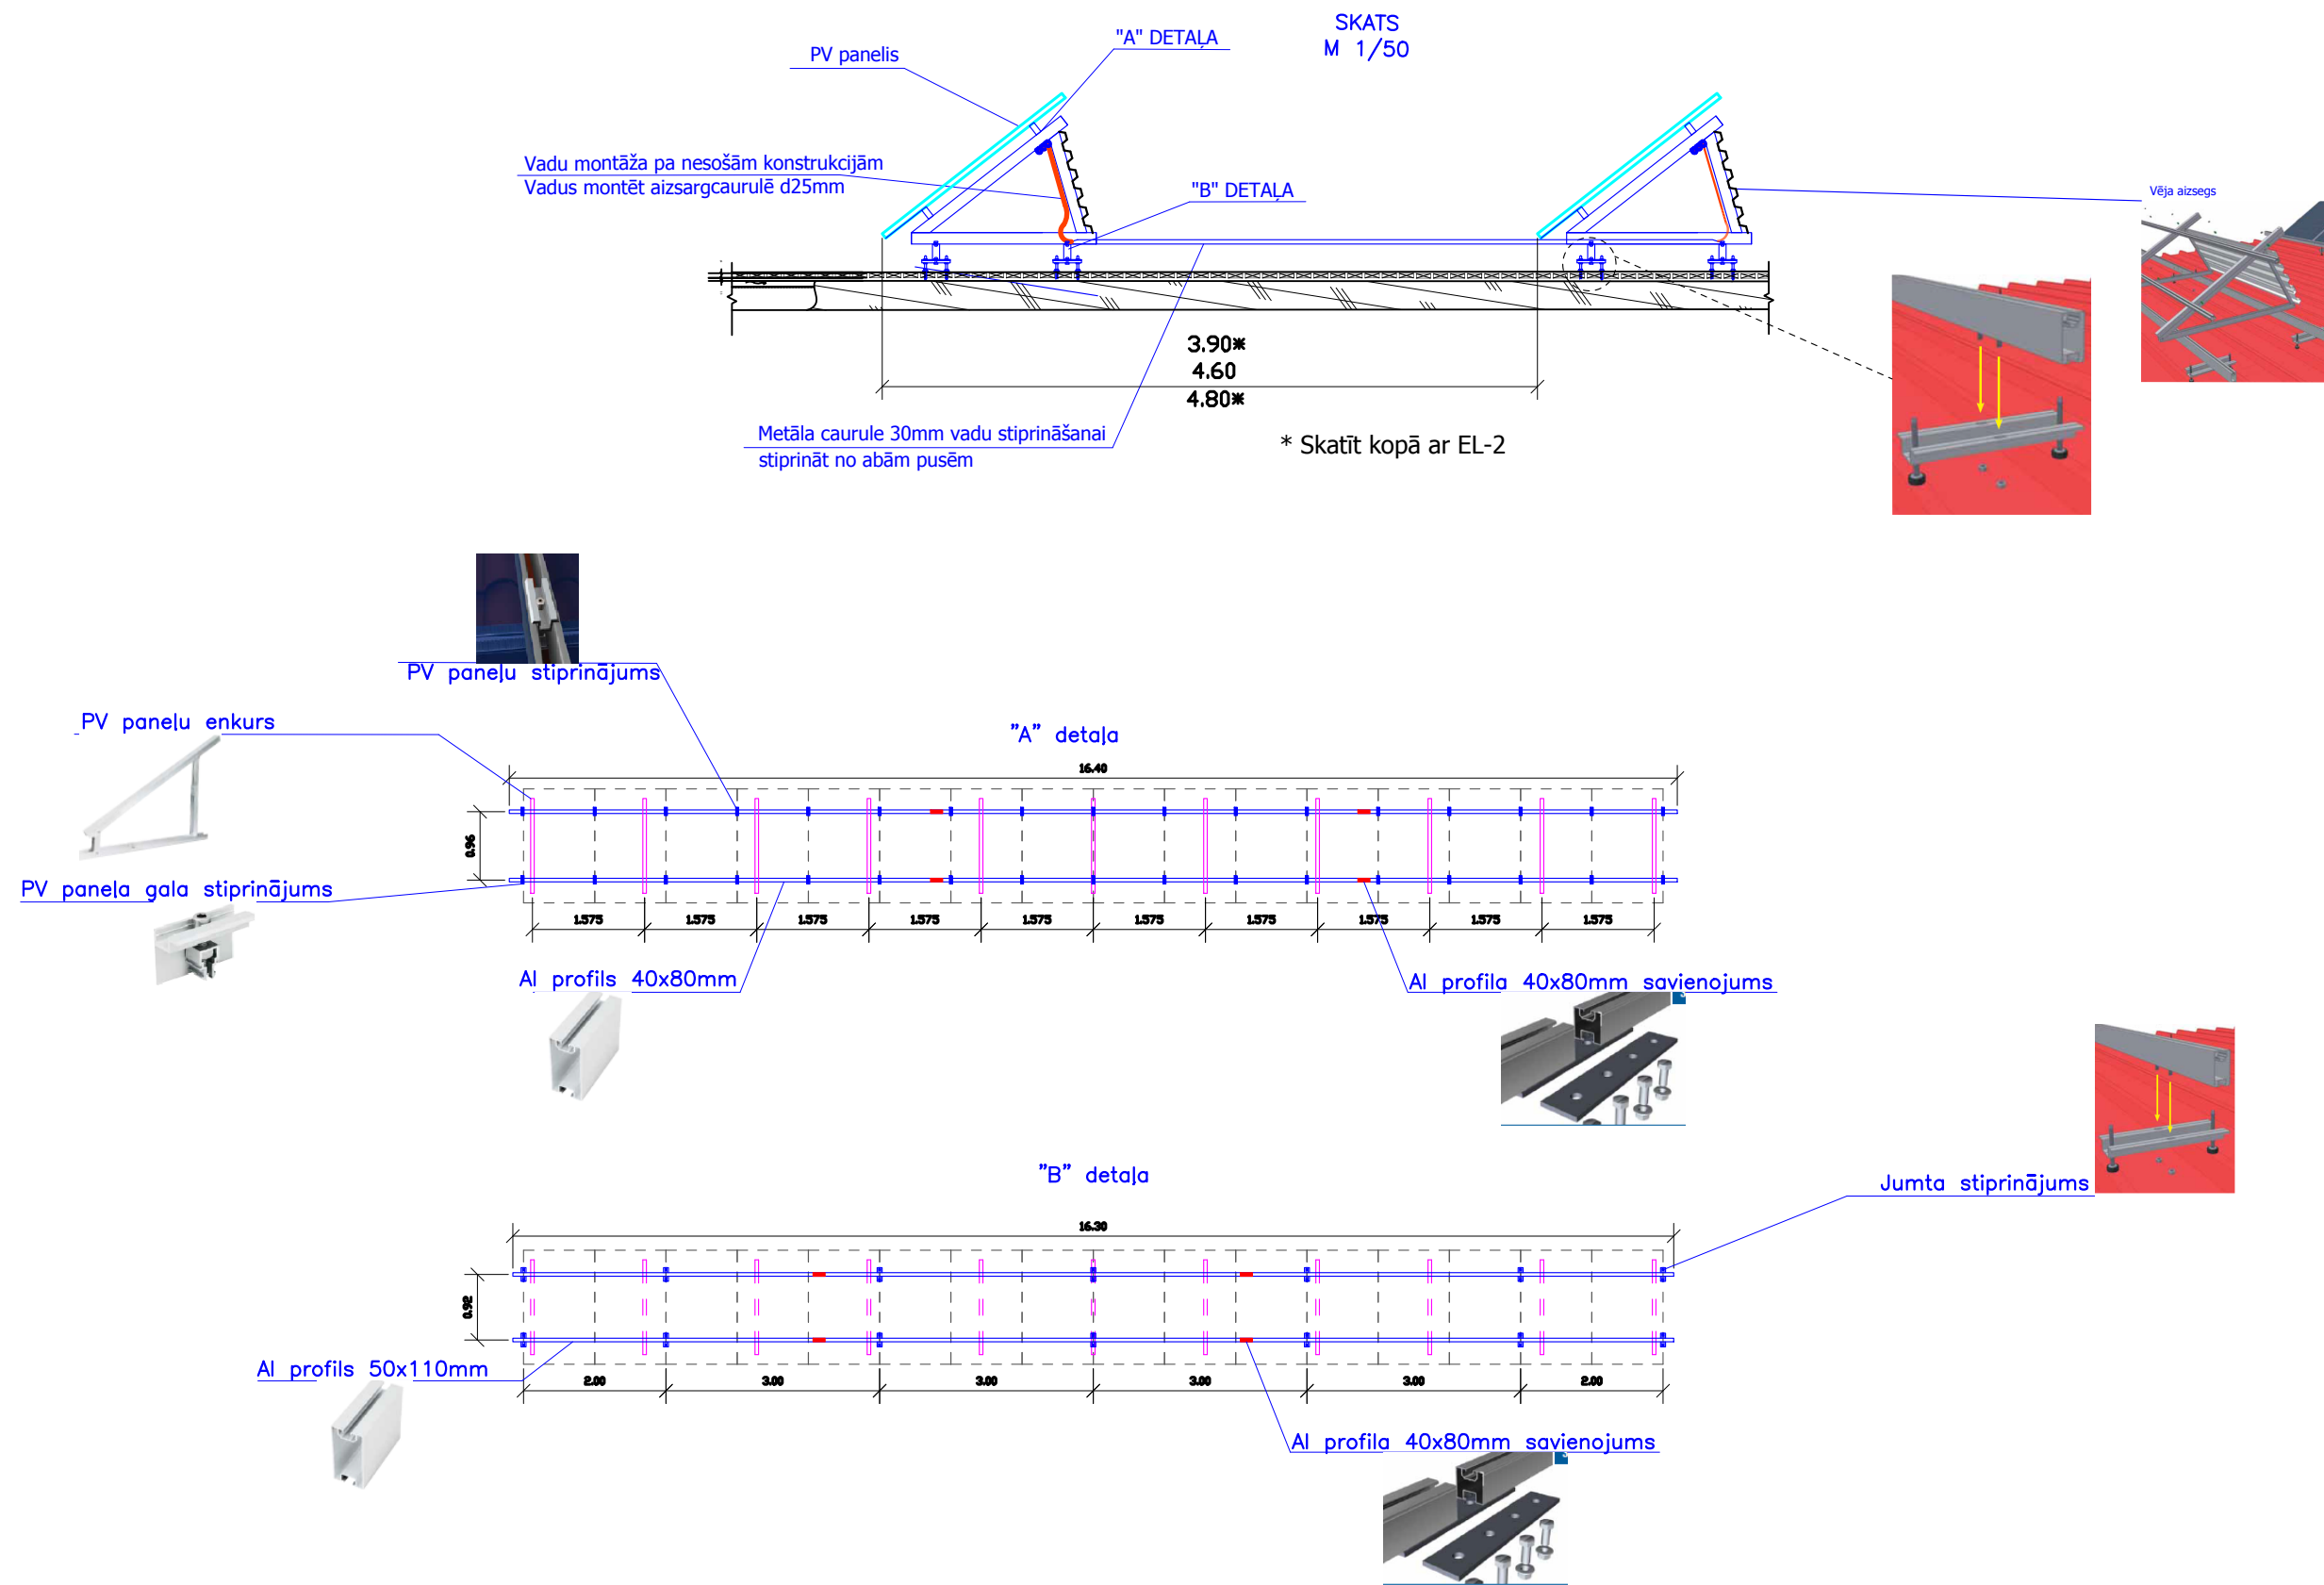 SKATS
M 1/50
"A" DETAĻA
PV panelis
Vadu montāža pa nesošām konstrukcijām
Vadus montēt aizsargcaurulē d25mm
"B" DETAĻA
Vēja aizsegs
3.90*
4.60
4.80*
Metāla caurule 30mm vadu stiprināšanai
stiprināt no abām pusēm
* Skatīt kopā ar EL-2
PV paneļu stiprinājums
PV paneļu enkurs
"A" detaļa
16.40
0.96
PV paneļa gala stiprinājums
1.575 1.575 1.575 1.575 1.575 1.575 1.575 1.575 1.575 1.575
Al profils 40x80mm
Al profila 40x80mm savienojums
"B" detaļa
Jumta stiprinājums
16.30
0.92
Al profils 50x110mm
2.00 3.00 3.00 3.00 3.00 2.00
Al profila 40x80mm savienojums